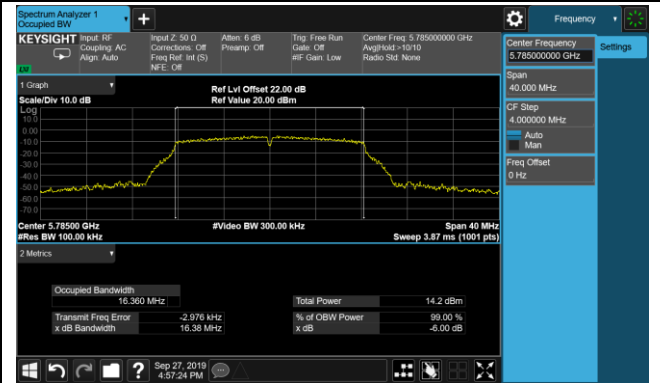 Spectrum Analyzer 1
Occupied BW
Frequency
KEYSIGHT
Input: RF
Coupling: AC
Align: Auto
Input Z: 50 Ω
Corrections: Off
Freq Ref: Int (S)
NFE: Off
Atten: 6 dB
Preamp: Off
Trig: Free Run
Gate: Off
#IF Gain: Low
Center Freq: 5.785000000 GHz
Avg|Hold:>10/10
Radio Std: None
Center Frequency
5.785000000 GHz
Settings
Span
40.000 MHz
CF Step
4.000000 MHz
Auto
Man
Freq Offset
0 Hz
1 Graph
Scale/Div 10.0 dB
Ref Lvl Offset 22.00 dB
Ref Value 20.00 dBm
Log
10.0
0.00
-10.0
-20.0
-30.0
-40.0
-50.0
-60.0
-70.0
Center 5.78500 GHz
#Res BW 100.00 kHz
#Video BW 300.00 kHz
Span 40 MHz
Sweep 3.87 ms (1001 pts)
2 Metrics
Occupied Bandwidth
16.360 MHz
Total Power 14.2 dBm
Transmit Freq Error -2.976 kHz
% of OBW Power 99.00 %
x dB Bandwidth 16.38 MHz
x dB -6.00 dB
?
Sep 27, 2019
4:57:24 PM